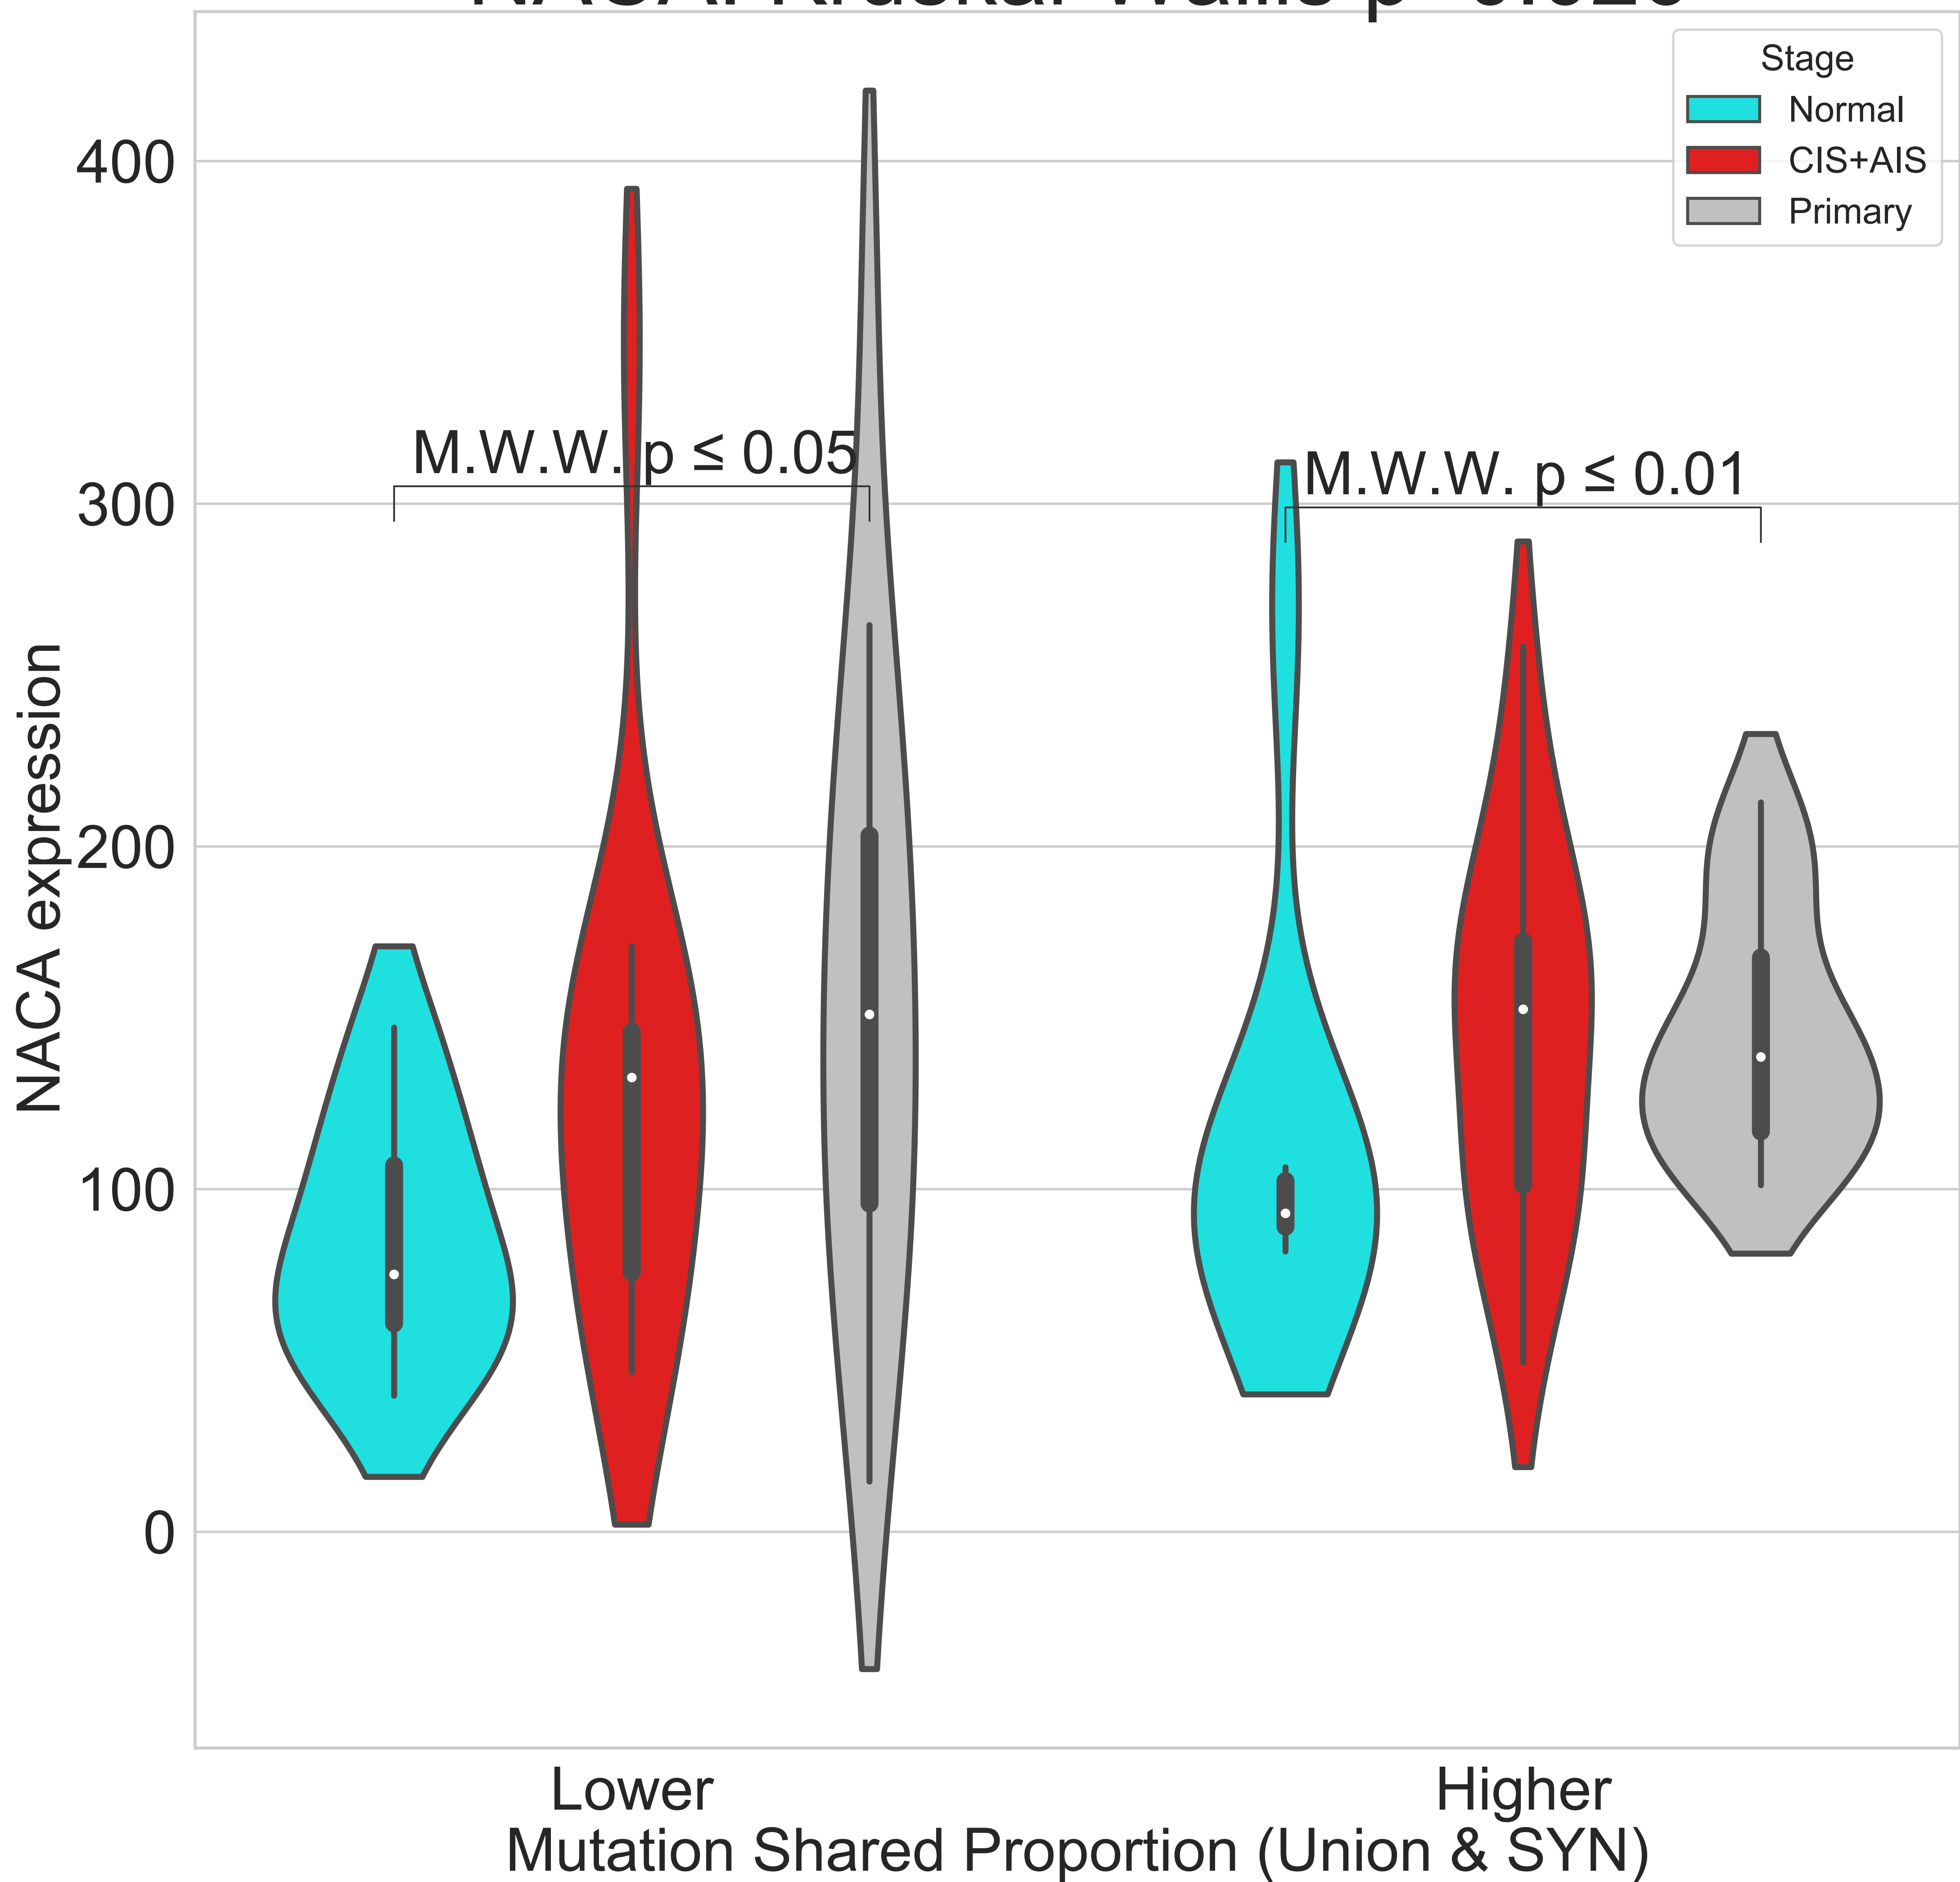 Stage
Normal
CIS+AIS
Primary
400
300
200
100
0
NACA expression
M.W.W. p ≤ 0.05
M.W.W. p ≤ 0.01
Lower
Higher
Mutation Shared Proportion (Union & SYN)